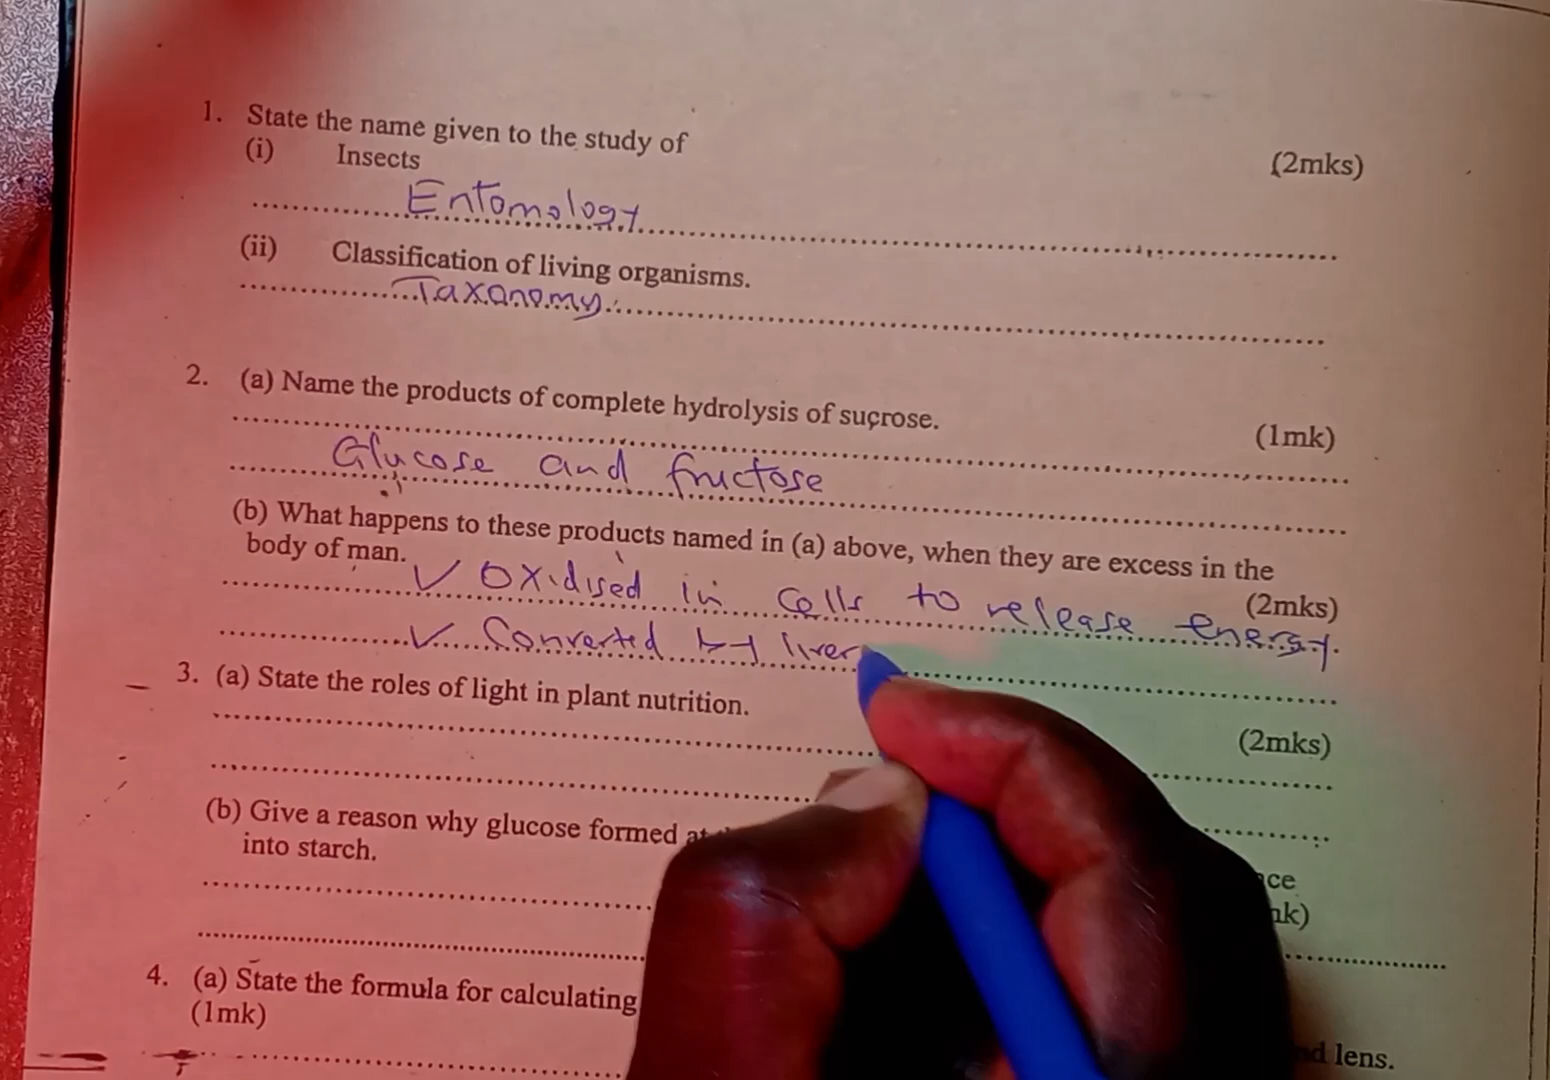 1. State the name given to the study of
(i) Insects (2mks)
Entomology
(ii) Classification of living organisms.
Taxonomy
2. (a) Name the products of complete hydrolysis of sucrose. (1mk)
Glucose and fructose
(b) What happens to these products named in (a) above, when they are excess in the
body of man. (2mks)
✓ Oxidised in cells to release energy.
✓ Converted by liver
3. (a) State the roles of light in plant nutrition. (2mks)
(b) Give a reason why glucose formed
into starch.
4. (a) State the formula for calculating lens.
(1mk)